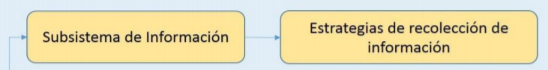 Subsistema de Información
Estrategias de recolección de
información